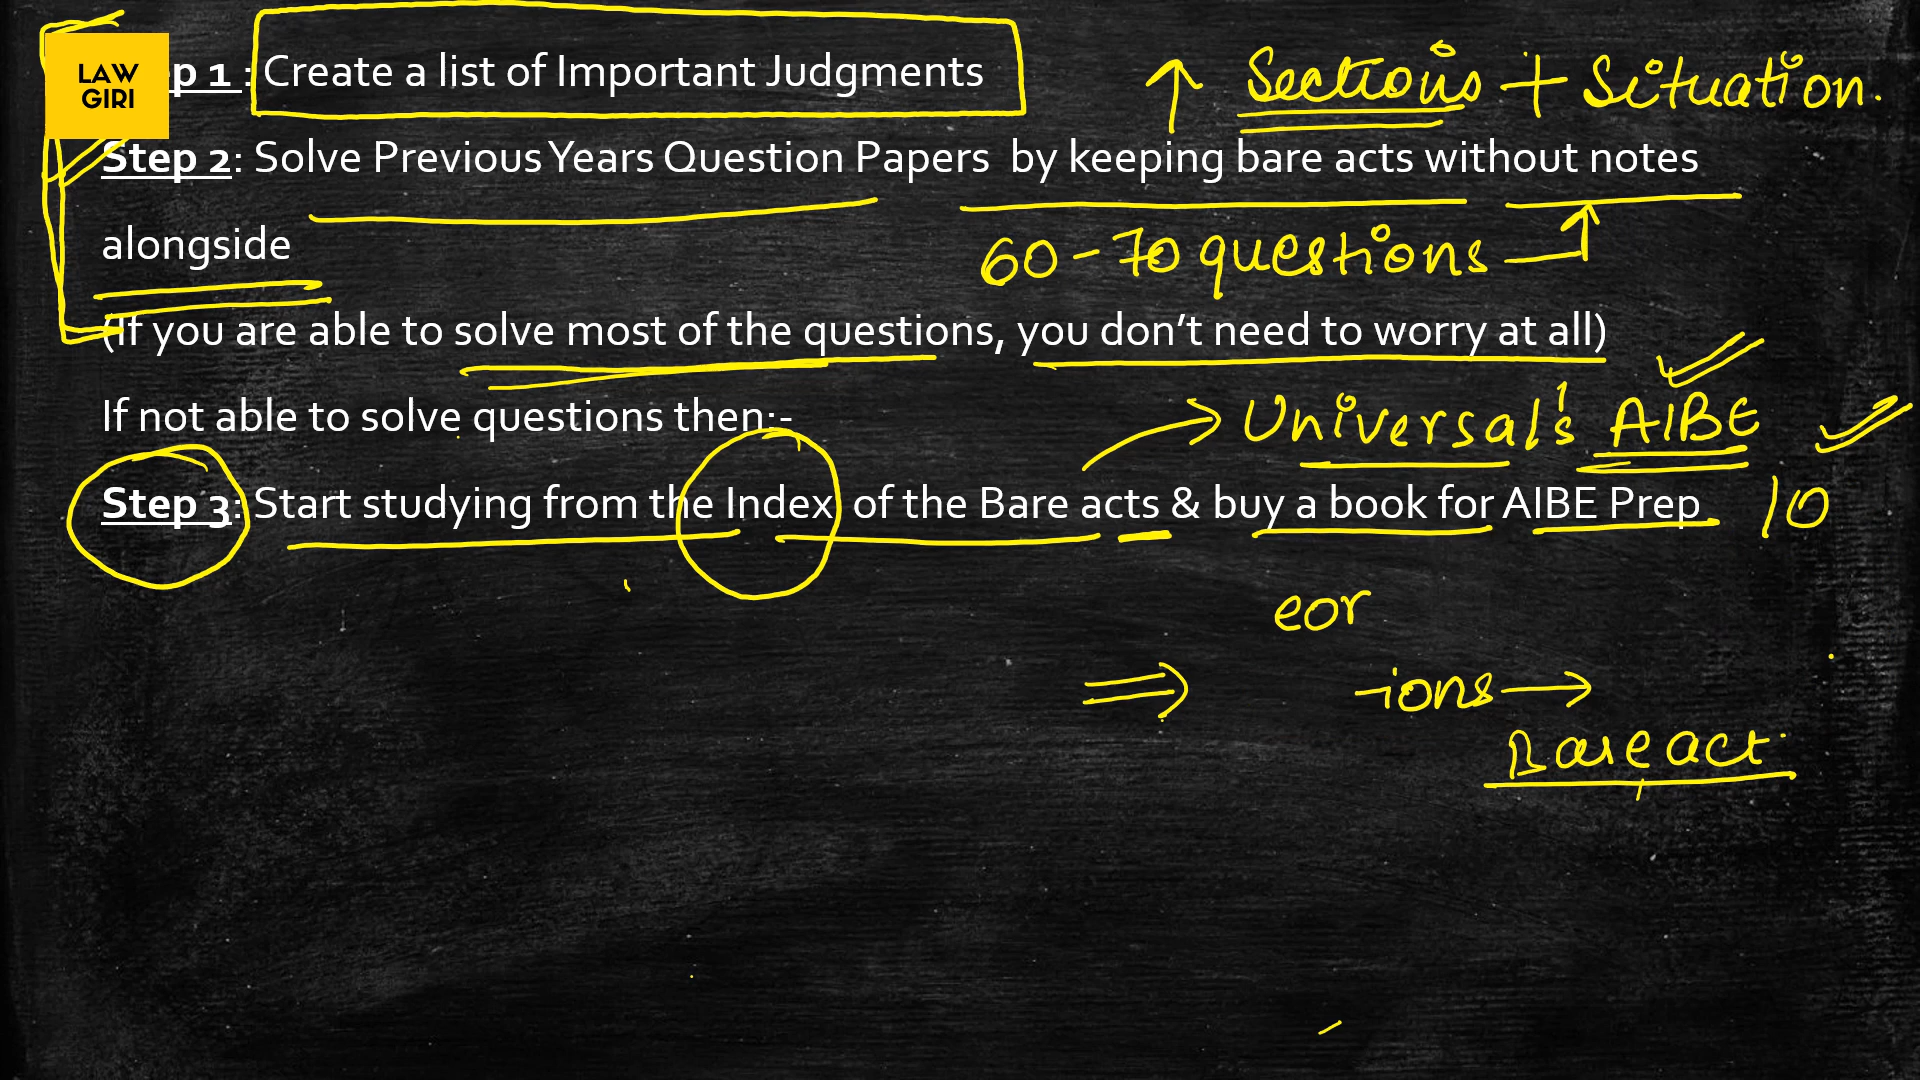 LAW
GIRI
ep 1 : Create a list of Important Judgments
Sections + Situation.
Step 2: Solve Previous Years Question Papers by keeping bare acts without notes
alongside
60-70 questions
(If you are able to solve most of the questions, you don't need to worry at all)
If not able to solve questions then:-
Universal's AIBE
Step 3: Start studying from the Index of the Bare acts & buy a book for AIBE Prep
10
eor
ions
Bare act